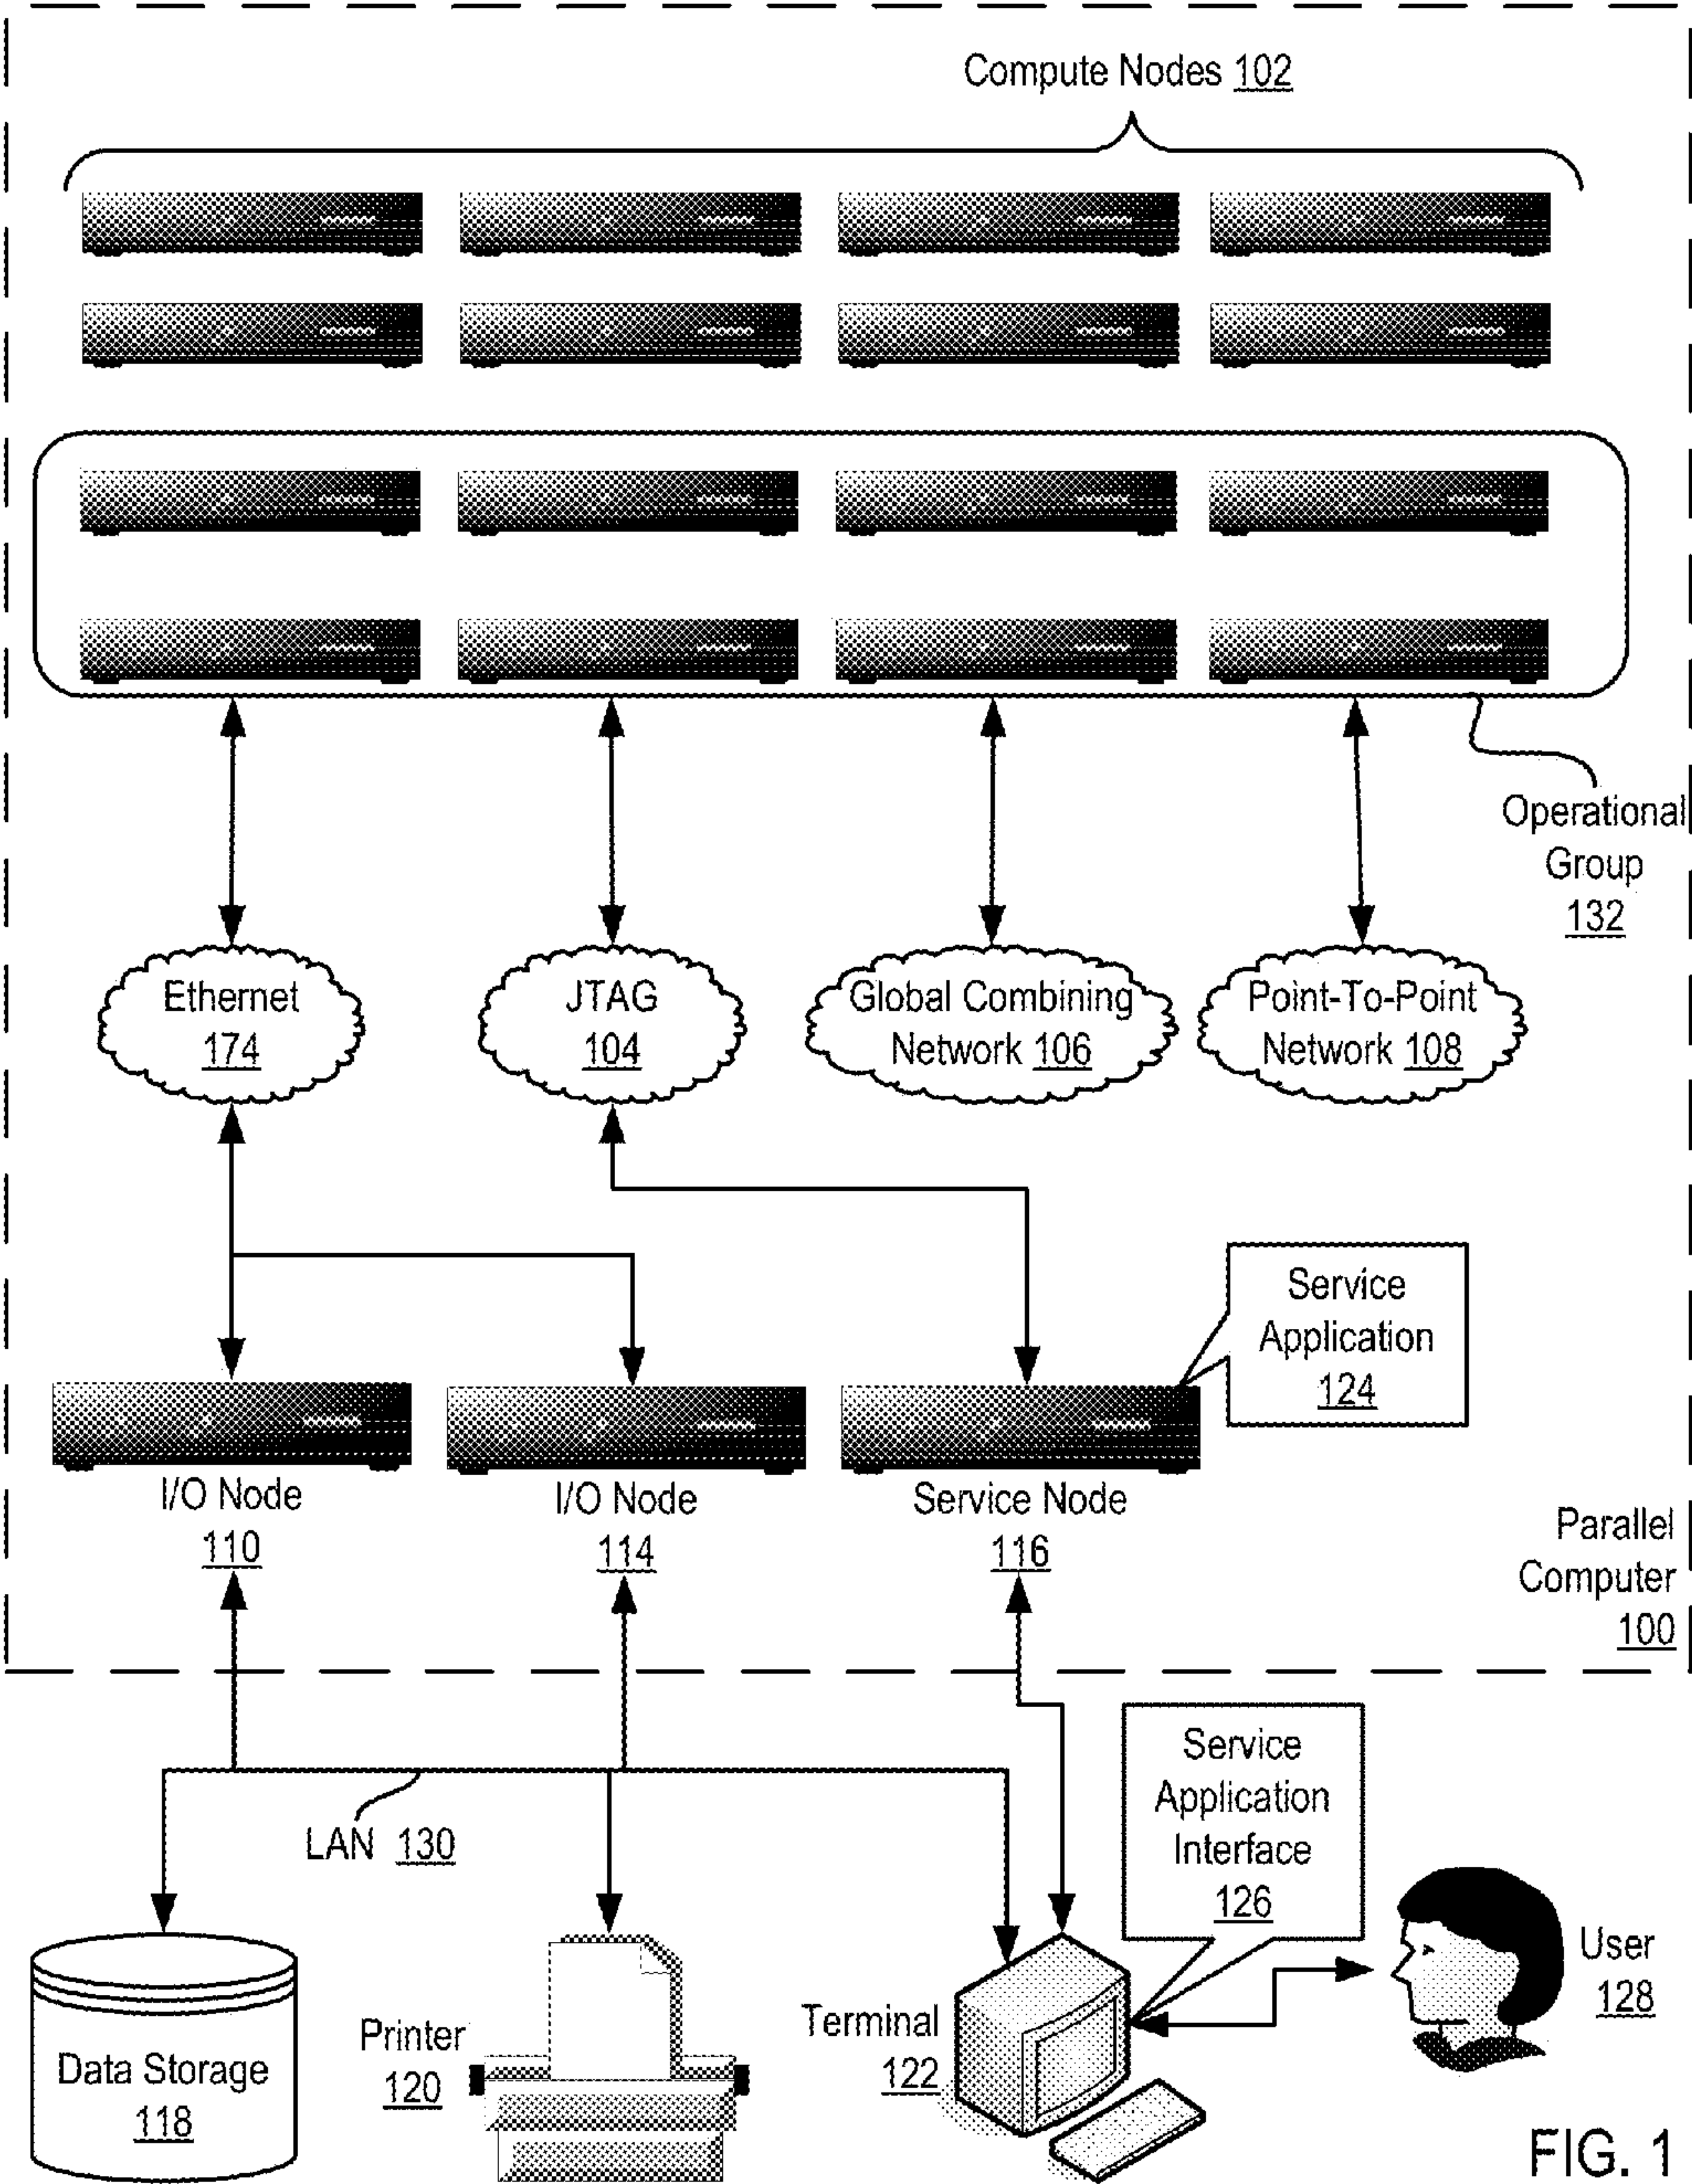 Compute Nodes 102
Operational
Group
132
Ethernet
174
JTAG
104
Global Combining
Network 106
Point-To-Point
Network 108
Service
Application
124
I/O Node
110
I/O Node
114
Service Node
116
Parallel
Computer
100
Service
Application
Interface
126
LAN 130
User
128
Data Storage
118
Printer
120
Terminal
122
FIG. 1